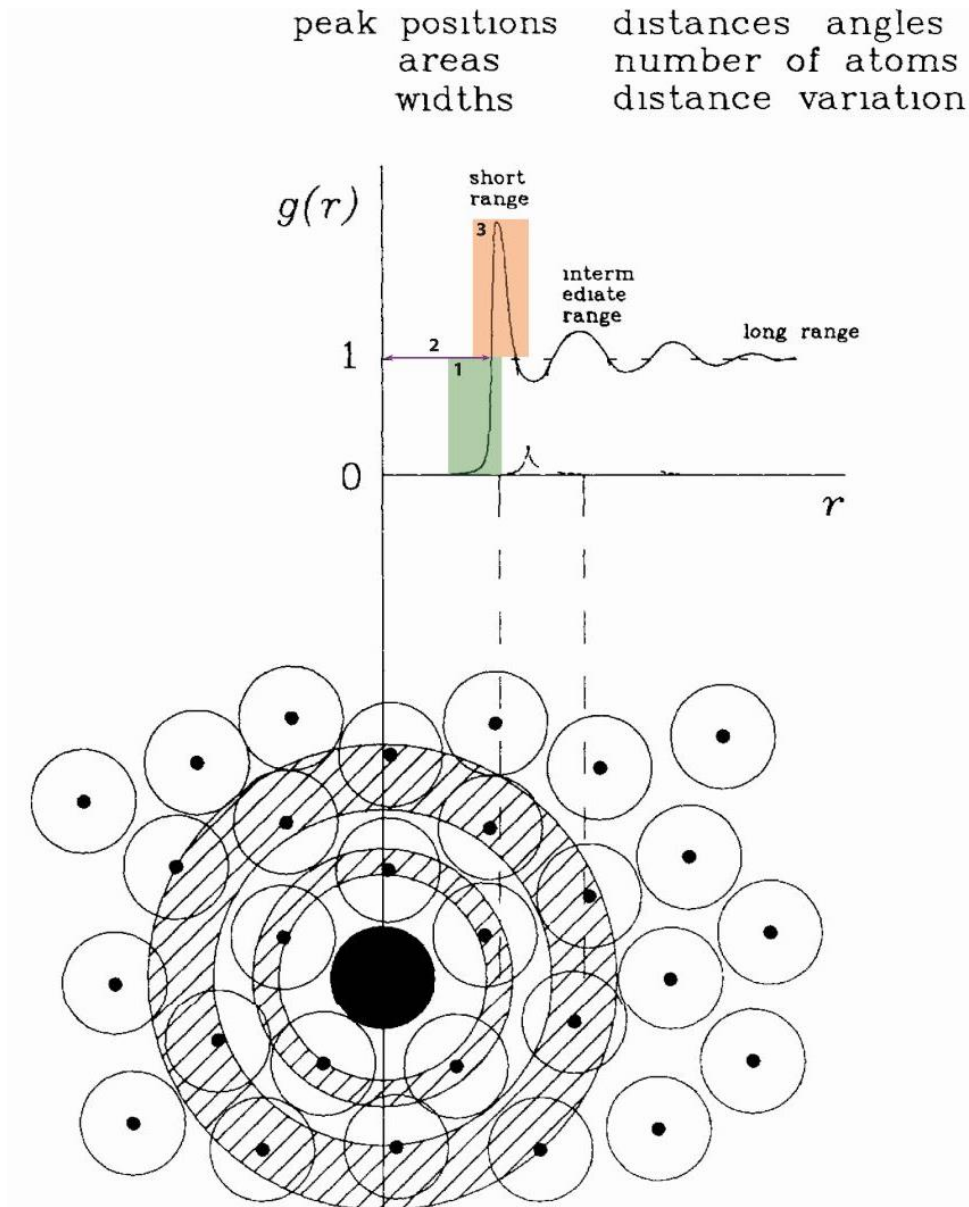 peak positions distances angles
areas number of atoms
widths distance variation
short
range
g(r)
3
interm
ediate
range
long range
2
1
1
0
r